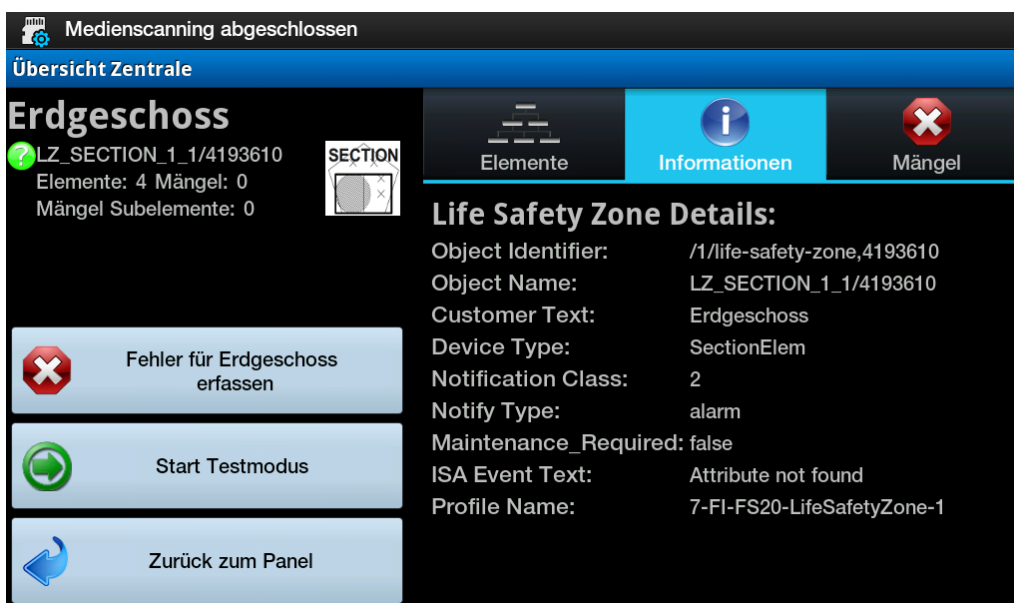 Medienscanning abgeschlossen
Übersicht Zentrale
Erdgeschoss
LZ_SECTION_1_1/4193610
Elemente: 4 Mängel: 0
Mängel Subelemente: 0
SECTION
Fehler für Erdgeschoss
erfassen
Start Testmodus
Zurück zum Panel
Elemente
Informationen
Mängel
Life Safety Zone Details:
Object Identifier: /1/life-safety-zone,4193610
Object Name: LZ_SECTION_1_1/4193610
Customer Text: Erdgeschoss
Device Type: SectionElem
Notification Class: 2
Notify Type: alarm
Maintenance_Required: false
ISA Event Text: Attribute not found
Profile Name: 7-FI-FS20-LifeSafetyZone-1